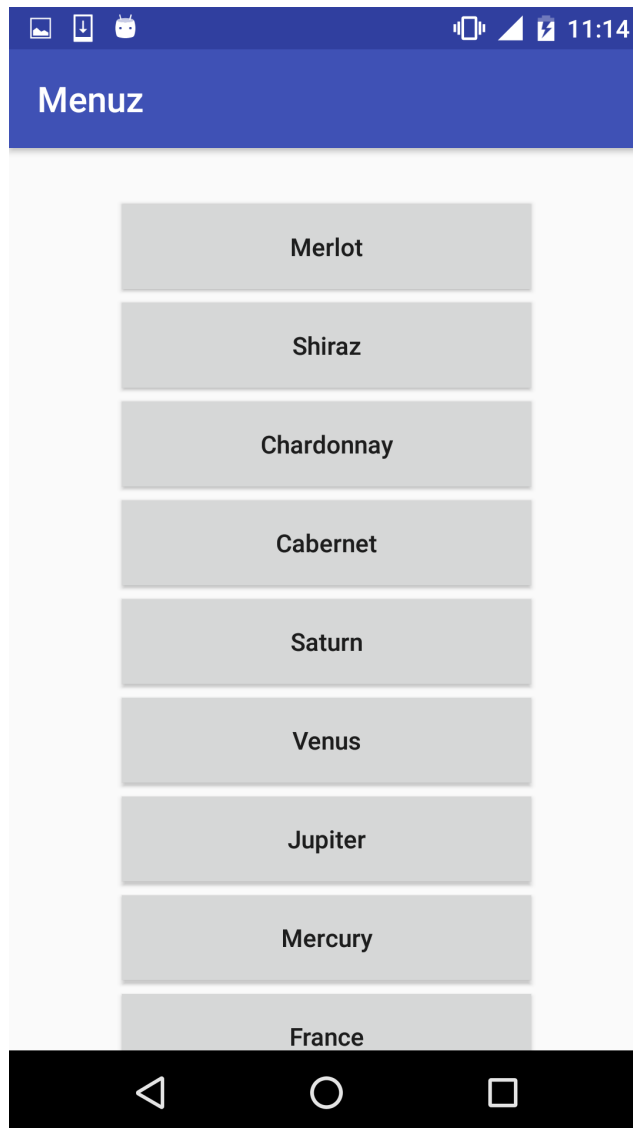 11:14
Menuz
Merlot
Shiraz
Chardonnay
Cabernet
Saturn
Venus
Jupiter
Mercury
France